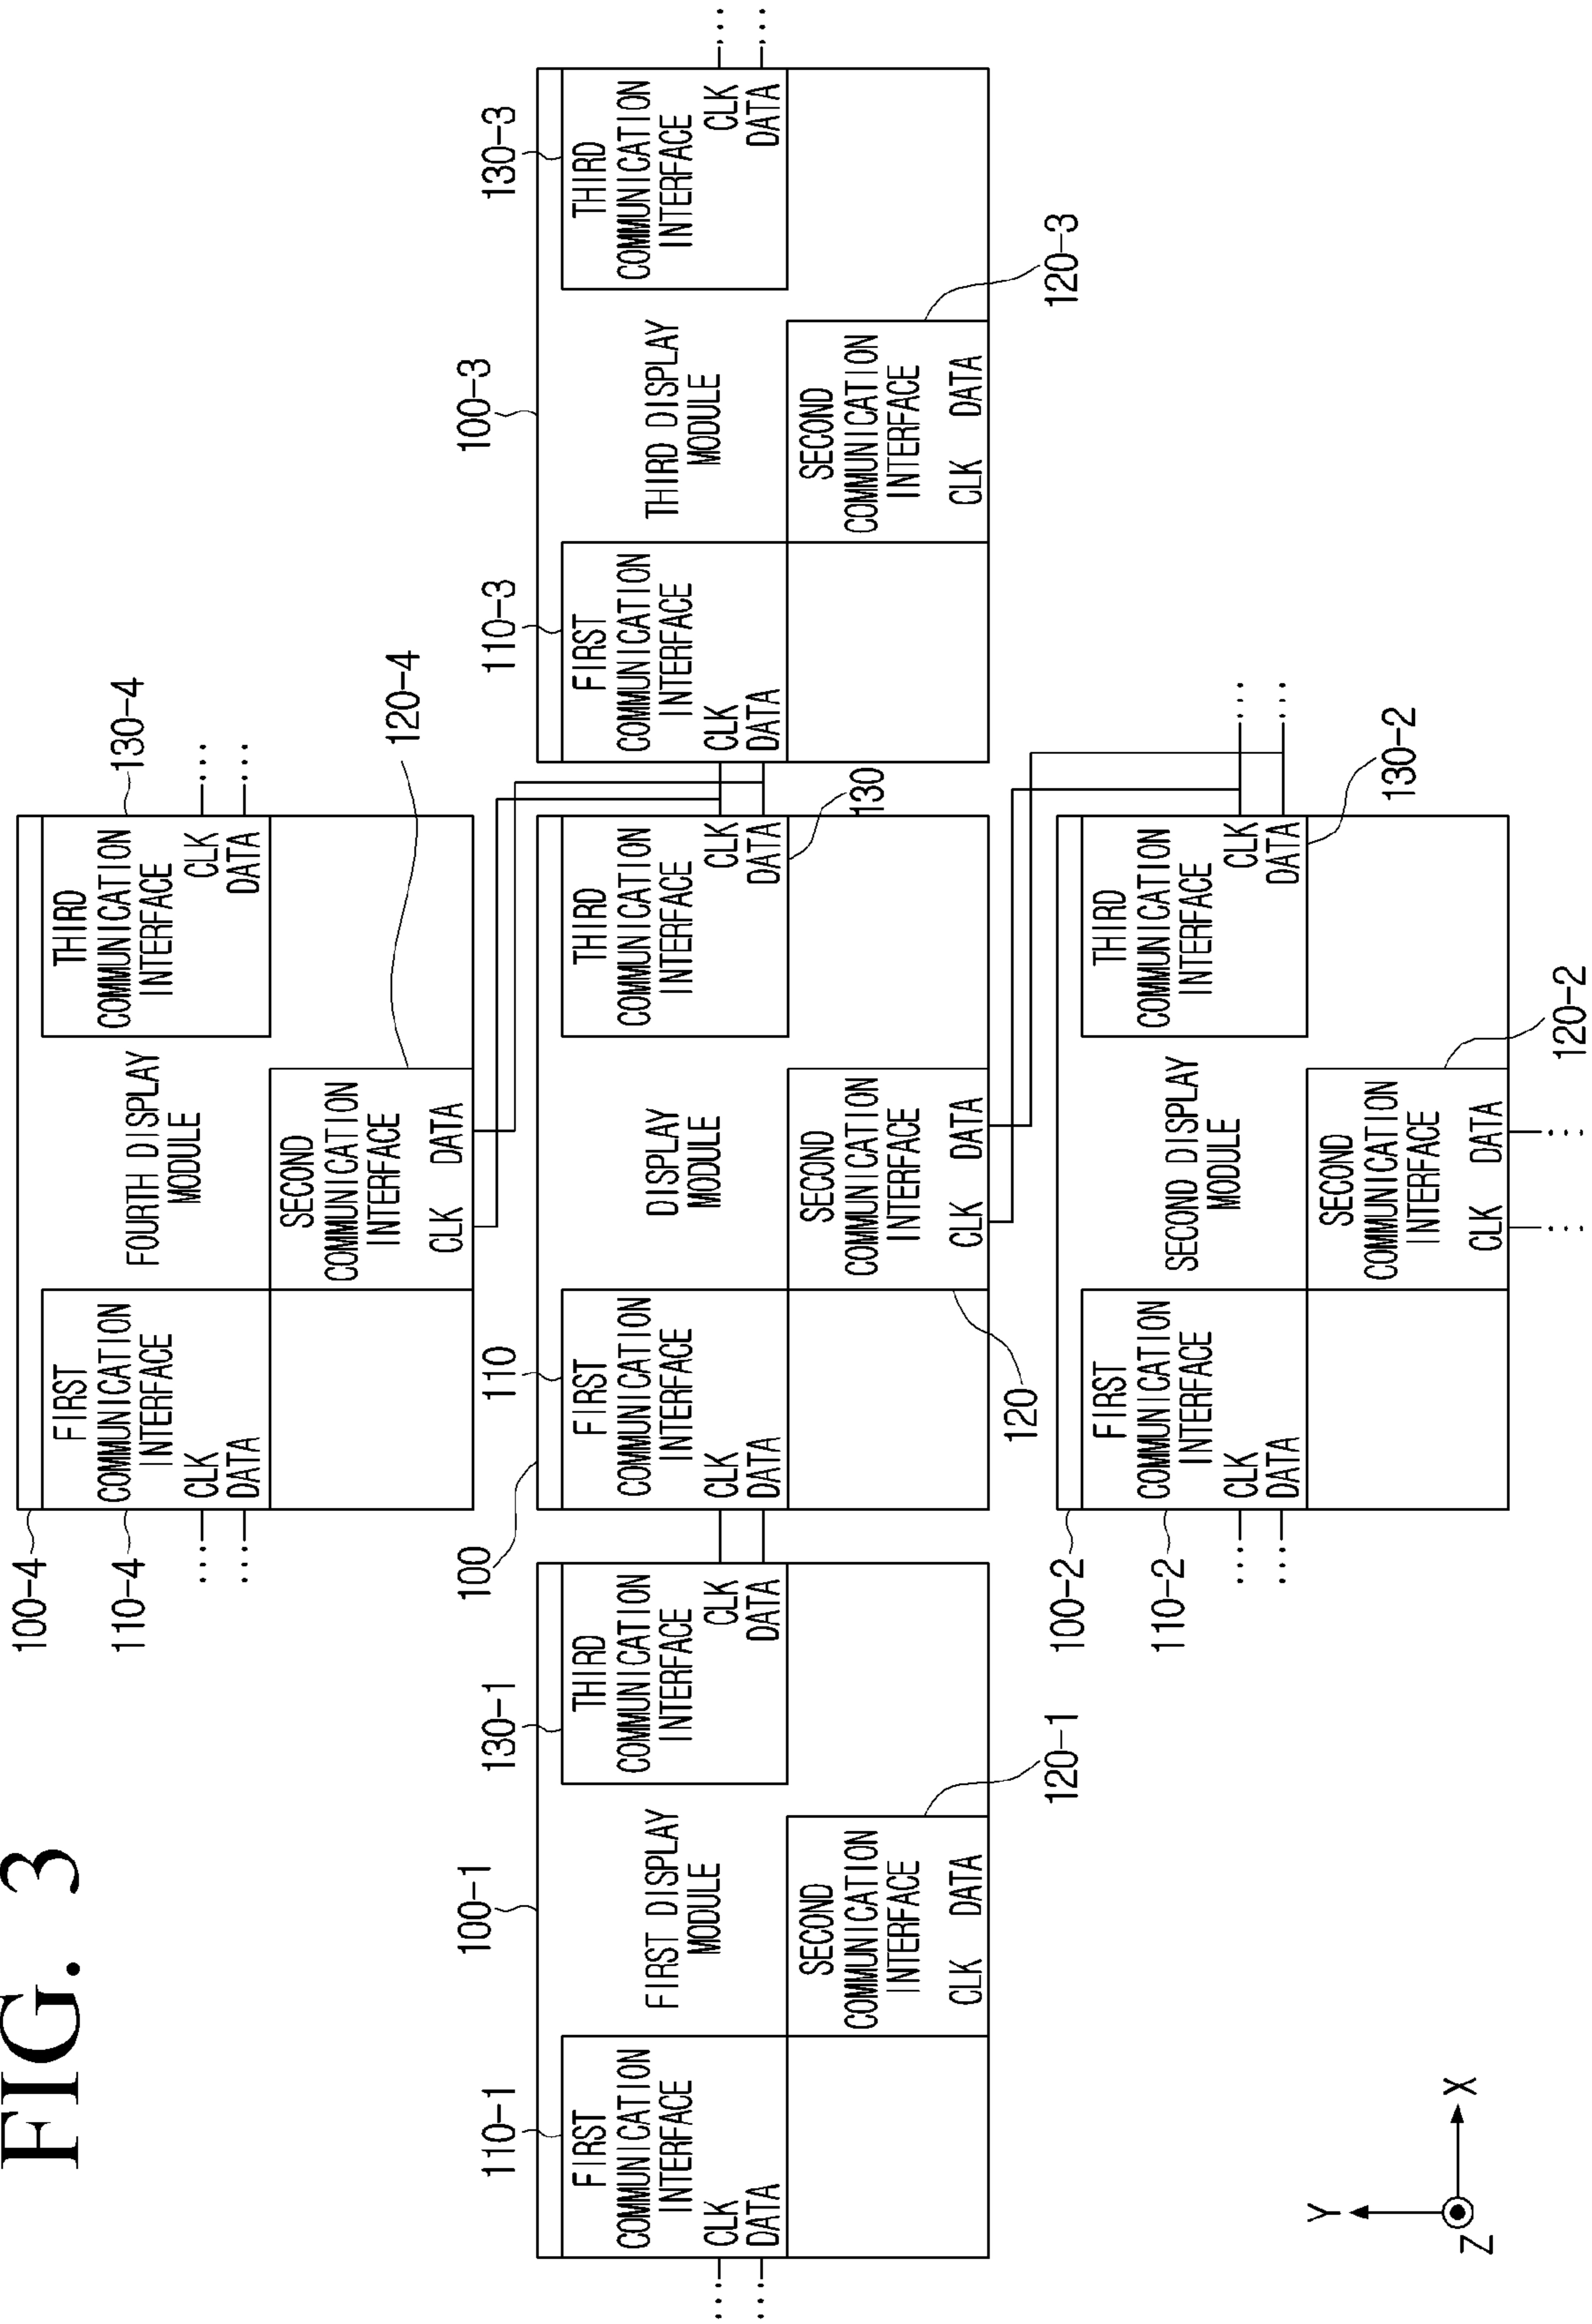 FIG. 3
100-4
110-4
FIRST
COMMUNICATION
INTERFACE
CLK
DATA
FOURTH DISPLAY
MODULE
THIRD
COMMUNICATION
INTERFACE
CLK
DATA
130-4
SECOND
COMMUNICATION
INTERFACE
CLK DATA
120-4
100-1
110-1
FIRST
COMMUNICATION
INTERFACE
CLK
DATA
FIRST DISPLAY
MODULE
130-1
THIRD
COMMUNICATION
INTERFACE
CLK
DATA
SECOND
COMMUNICATION
INTERFACE
CLK DATA
120-1
100
110
FIRST
COMMUNICATION
INTERFACE
CLK
DATA
DISPLAY
MODULE
THIRD
COMMUNICATION
INTERFACE
CLK
DATA
130
SECOND
COMMUNICATION
INTERFACE
CLK DATA
120
100-3
110-3
FIRST
COMMUNICATION
INTERFACE
CLK
DATA
THIRD DISPLAY
MODULE
130-3
THIRD
COMMUNICATION
INTERFACE
CLK
DATA
SECOND
COMMUNICATION
INTERFACE
CLK DATA
120-3
100-2
110-2
FIRST
COMMUNICATION
INTERFACE
CLK
DATA
SECOND DISPLAY
MODULE
THIRD
COMMUNICATION
INTERFACE
CLK
DATA
130-2
SECOND
COMMUNICATION
INTERFACE
CLK DATA
120-2
Y
Z
X